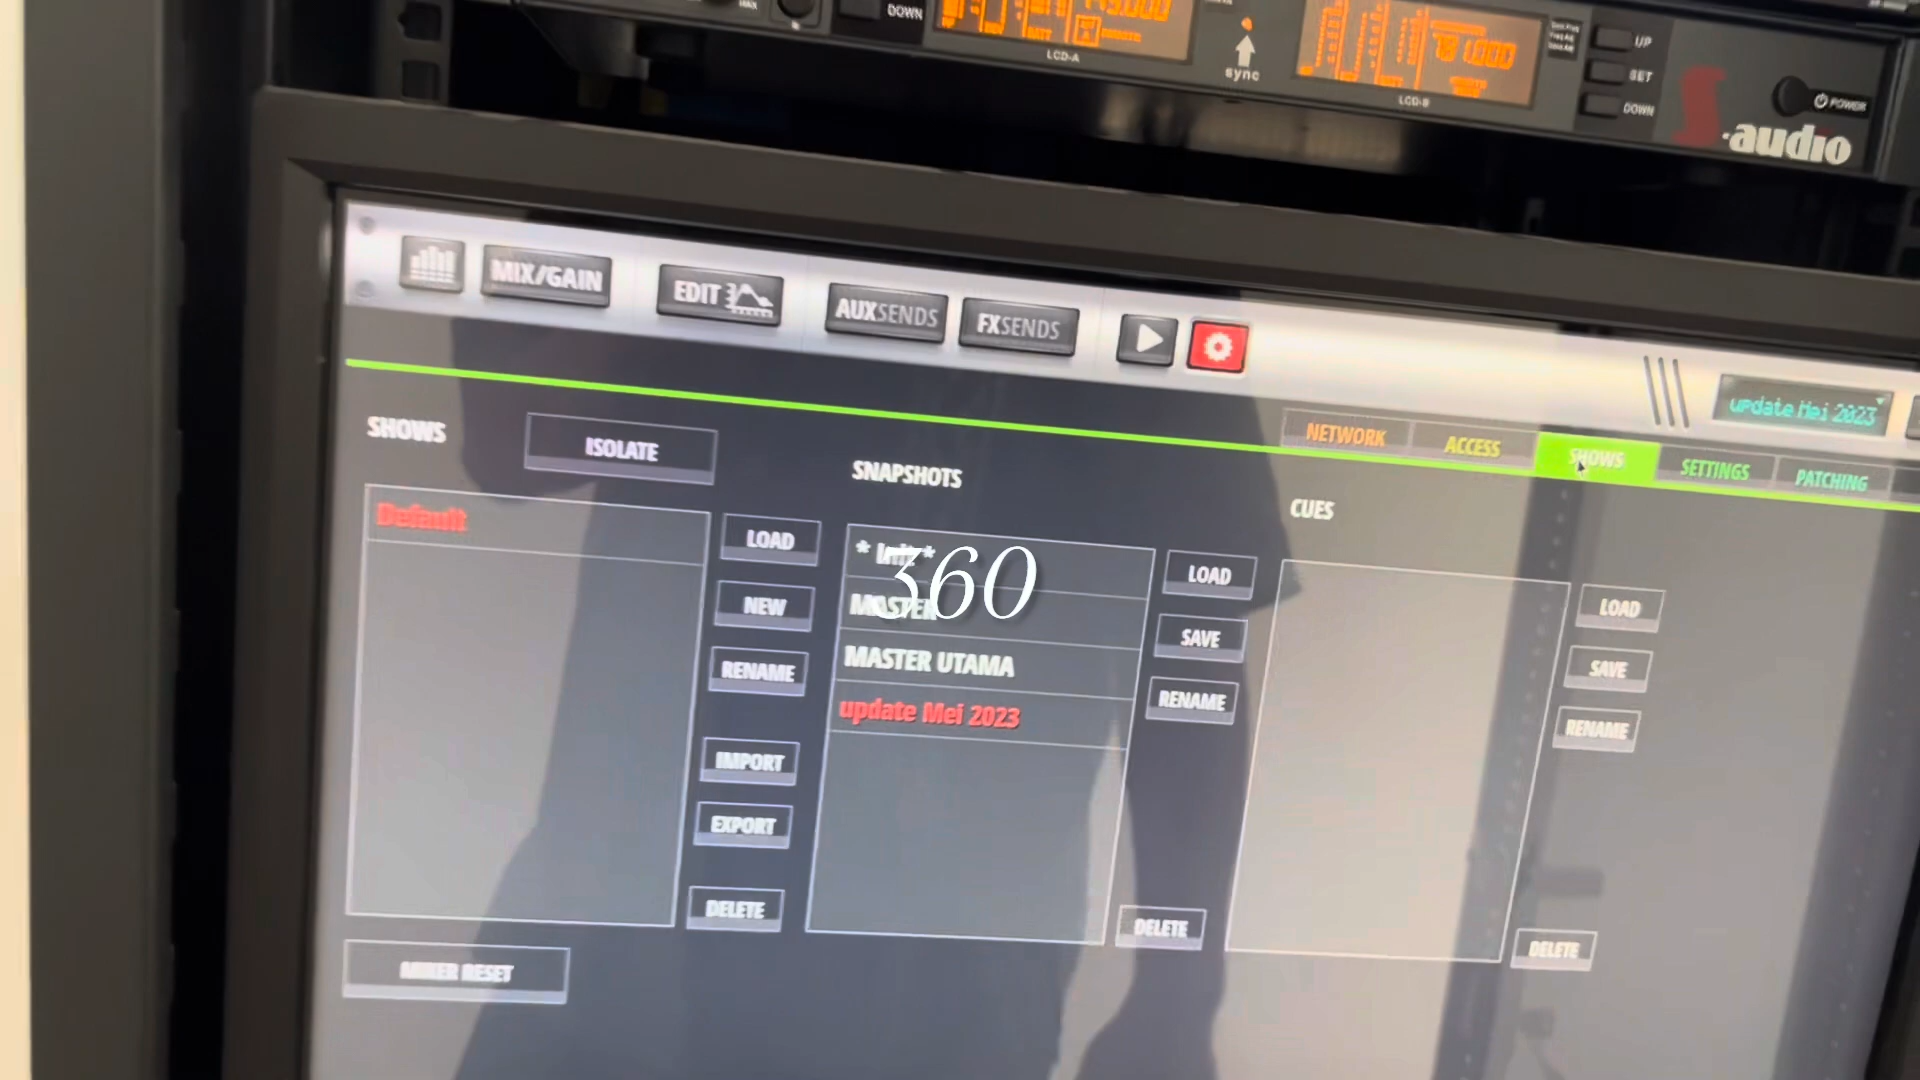 DOWN
LCD-A
sync
781.000
LCD-B
UP
SET
DOWN
POWER
S-audio
MIX/GAIN
EDIT
AUXSENDS
FXSENDS
update Mei 2023
NETWORK
ACCESS
SHOWS
SETTINGS
PATCHING
SHOWS
ISOLATE
SNAPSHOTS
CUES
Default
LOAD
NEW
RENAME
IMPORT
EXPORT
DELETE
MIXER RESET
* Init *
MASTER
MASTER UTAMA
update Mei 2023
LOAD
SAVE
RENAME
DELETE
LOAD
SAVE
RENAME
DELETE
360